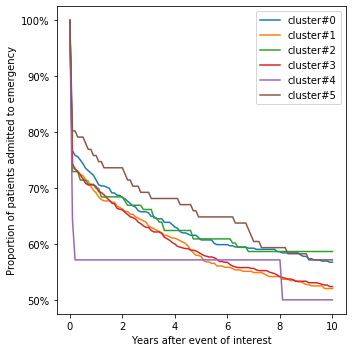 100%
90%
80%
70%
60%
50%
Proportion of patients admitted to emergency
0
2
4
6
8
10
Years after event of interest
cluster#0
cluster#1
cluster#2
cluster#3
cluster#4
cluster#5